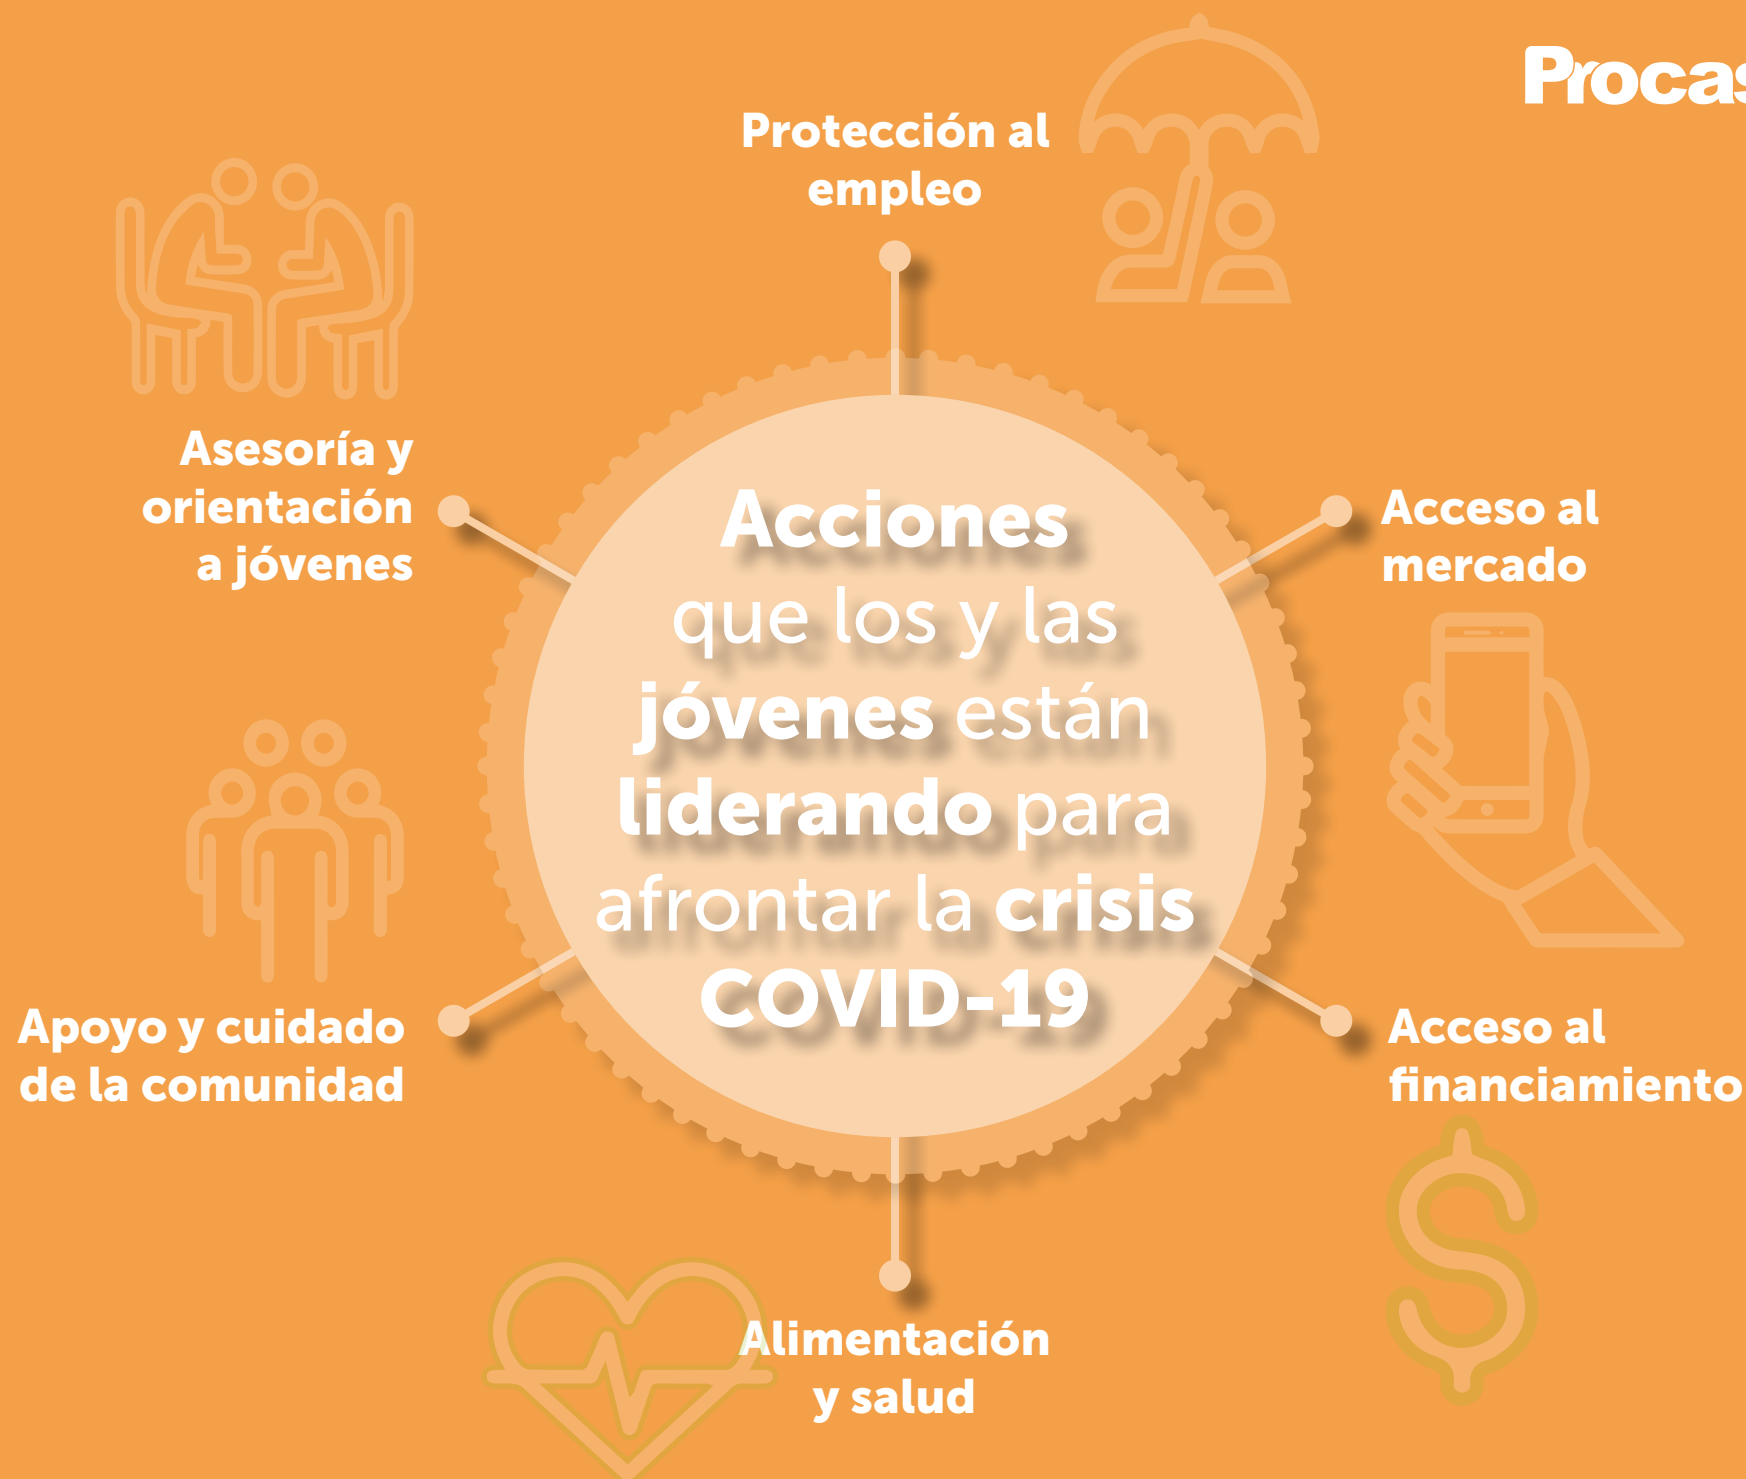 Protección al
empleo
Asesoría y
orientación
a jóvenes
Acceso al
mercado
Acciones
que los y las
jóvenes están
liderando para
afrontar la crisis
COVID-19
Apoyo y cuidado
de la comunidad
Acceso al
financiamiento
Alimentación
y salud